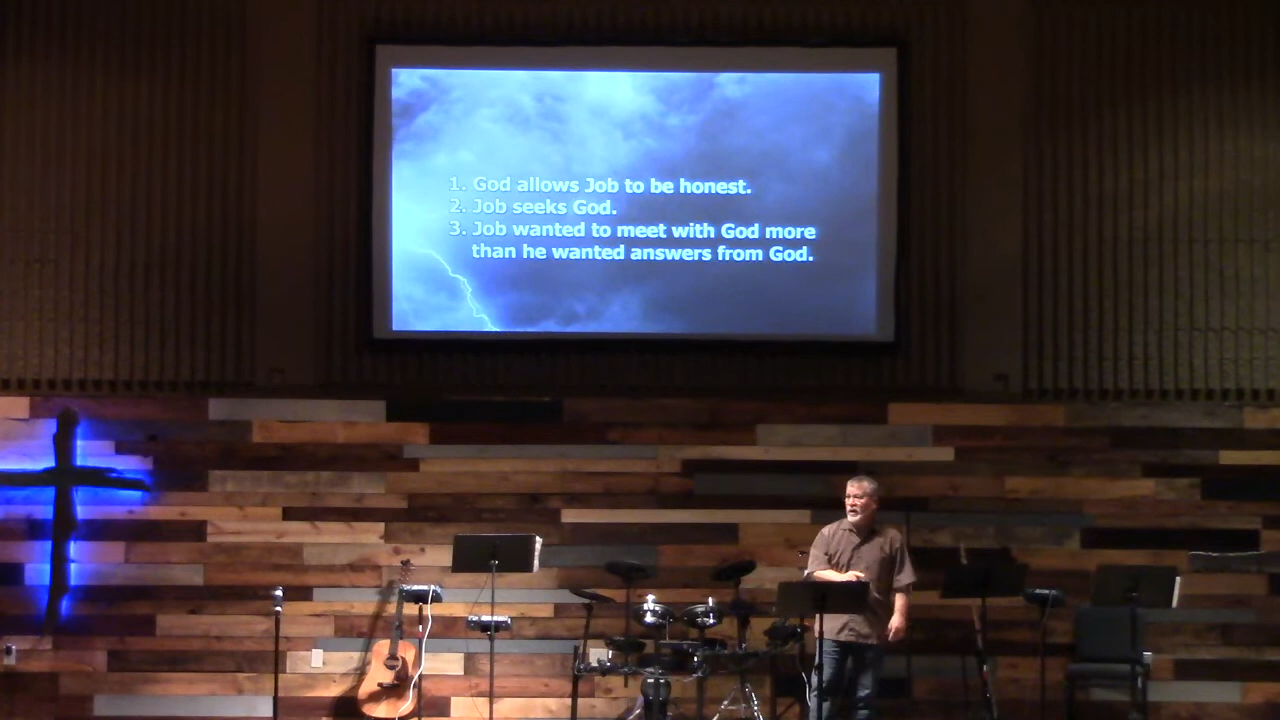 1. God allows Job to be honest.
2. Job seeks God.
3. Job wanted to meet with God more
than he wanted answers from God.